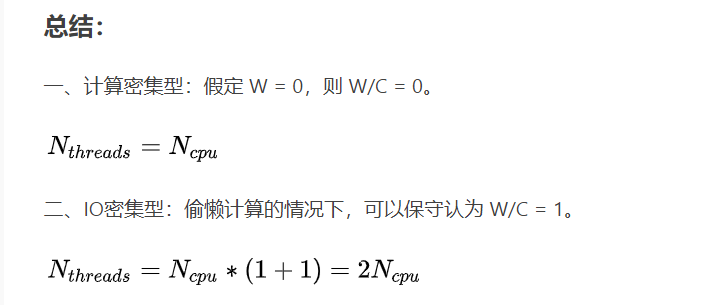 总结：
一、计算密集型：假定 W = 0，则 W/C = 0。
N_{threads} = N_{cpu}
二、IO密集型：偷懒计算的情况下，可以保守认为 W/C = 1。
N_{threads} = N_{cpu} * (1 + 1) = 2N_{cpu}